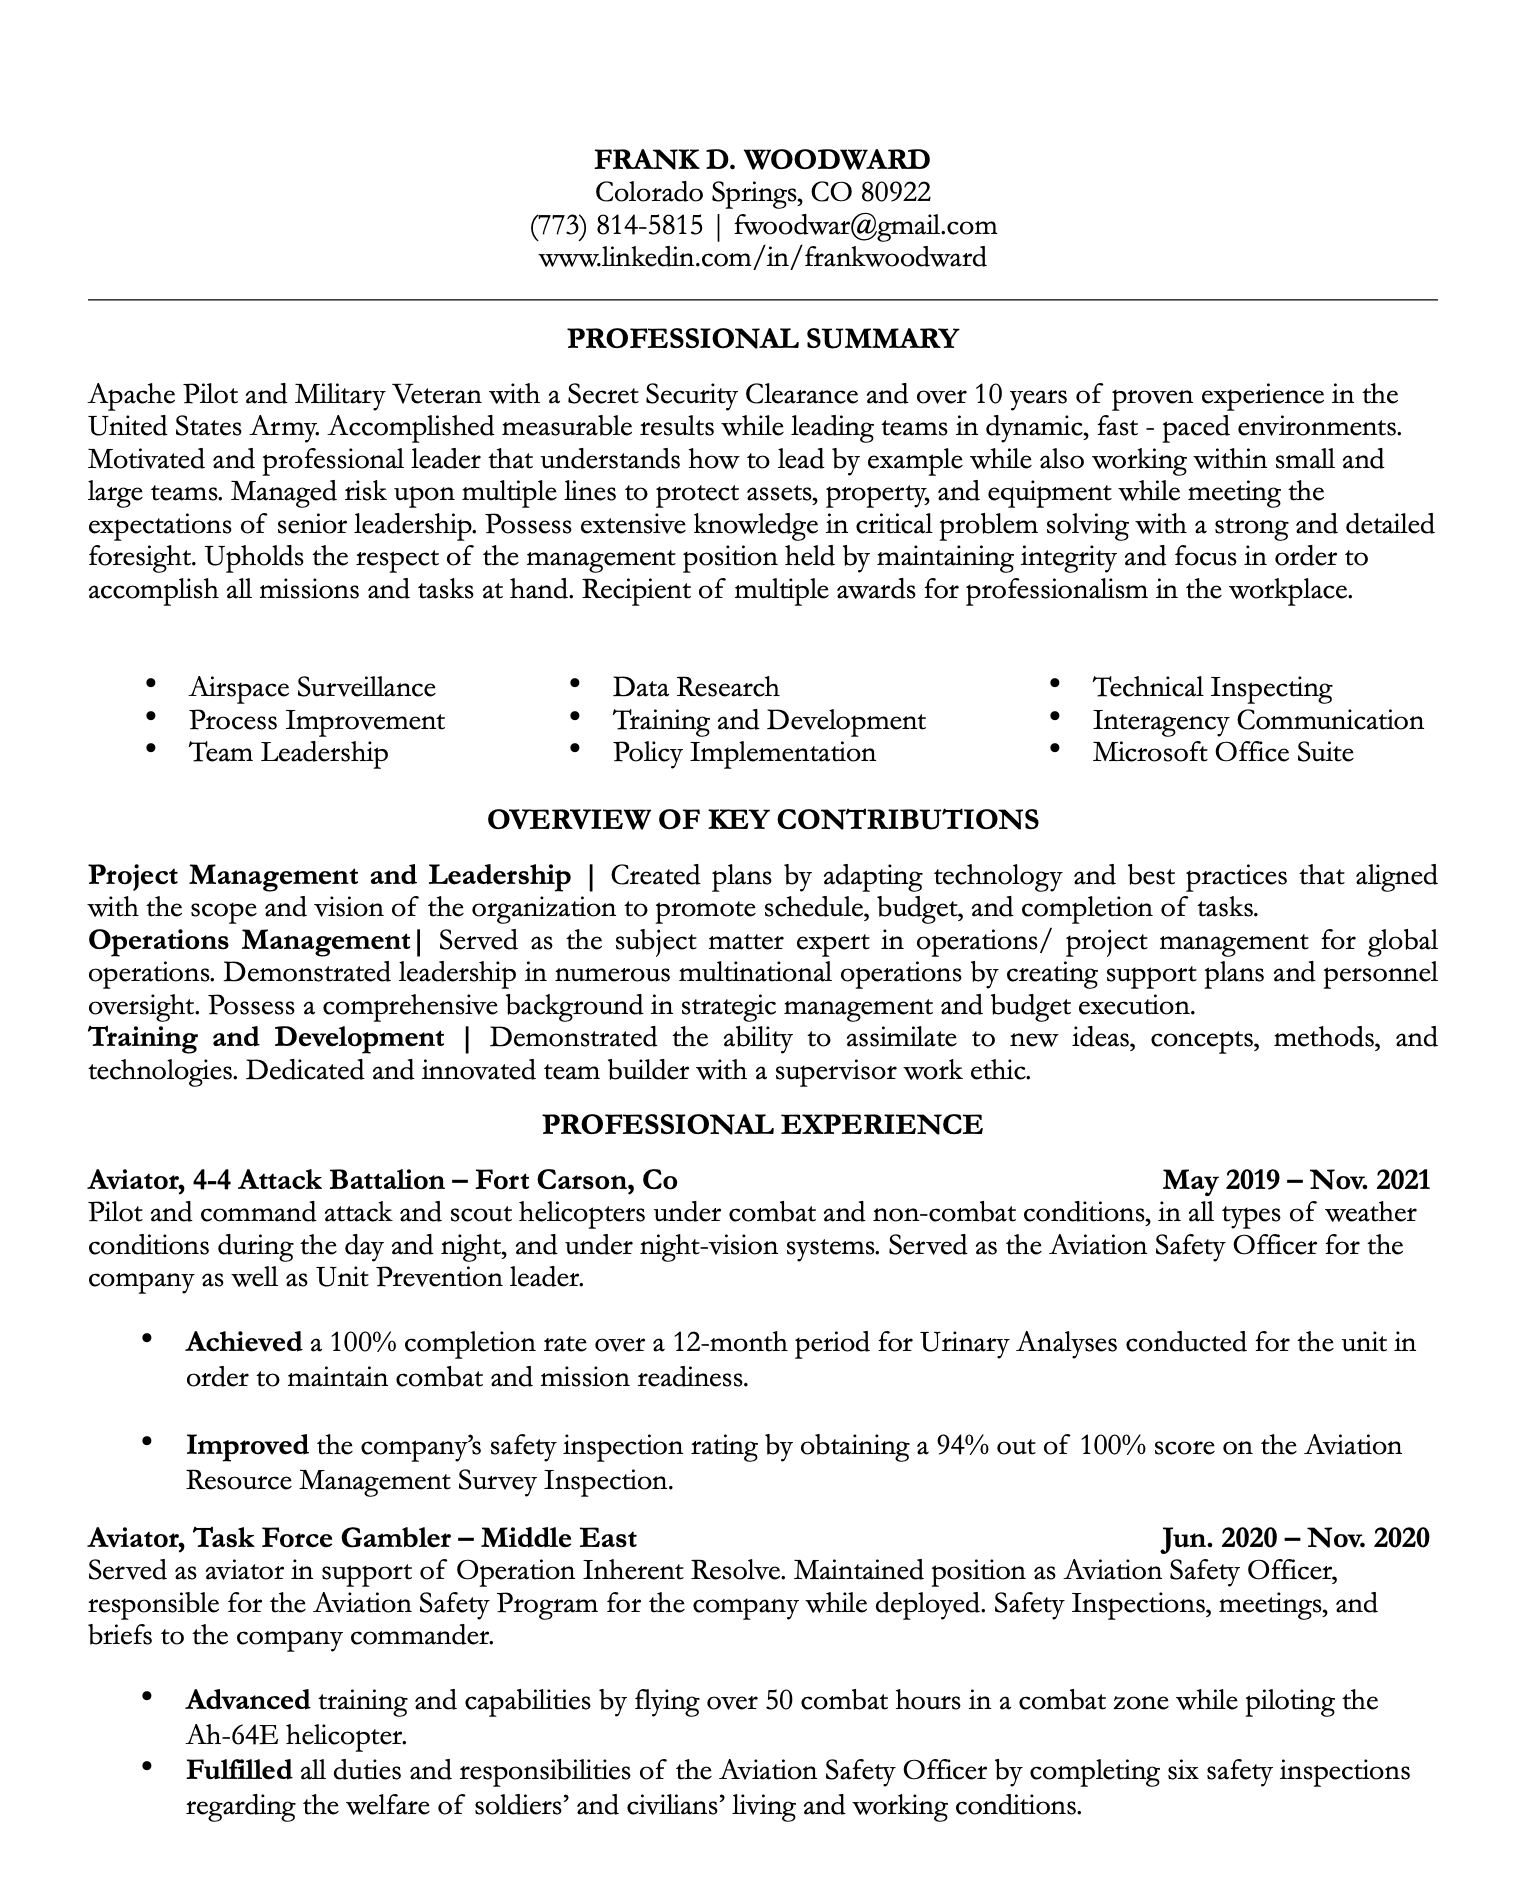 FRANK D. WOODWARD
Colorado Springs, CO 80922
(773) 814-5815 | fwoodwar@gmail.com
www.linkedin.com/in/frankwoodward
PROFESSIONAL SUMMARY
Apache Pilot and Military Veteran with a Secret Security Clearance and over 10 years of proven experience in the
United States Army. Accomplished measurable results while leading teams in dynamic, fast - paced environments.
Motivated and professional leader that understands how to lead by example while also working within small and
large teams. Managed risk upon multiple lines to protect assets, property, and equipment while meeting the
expectations of senior leadership. Possess extensive knowledge in critical problem solving with a strong and detailed
foresight. Upholds the respect of the management position held by maintaining integrity and focus in order to
accomplish all missions and tasks at hand. Recipient of multiple awards for professionalism in the workplace.
• Airspace Surveillance • Data Research • Technical Inspecting
• Process Improvement • Training and Development • Interagency Communication
• Team Leadership • Policy Implementation • Microsoft Office Suite
OVERVIEW OF KEY CONTRIBUTIONS
Project Management and Leadership | Created plans by adapting technology and best practices that aligned
with the scope and vision of the organization to promote schedule, budget, and completion of tasks.
Operations Management| Served as the subject matter expert in operations/ project management for global
operations. Demonstrated leadership in numerous multinational operations by creating support plans and personnel
oversight. Possess a comprehensive background in strategic management and budget execution.
Training and Development | Demonstrated the ability to assimilate to new ideas, concepts, methods, and
technologies. Dedicated and innovated team builder with a supervisor work ethic.
PROFESSIONAL EXPERIENCE
Aviator, 4-4 Attack Battalion – Fort Carson, Co May 2019 – Nov. 2021
Pilot and command attack and scout helicopters under combat and non-combat conditions, in all types of weather
conditions during the day and night, and under night-vision systems. Served as the Aviation Safety Officer for the
company as well as Unit Prevention leader.
• Achieved a 100% completion rate over a 12-month period for Urinary Analyses conducted for the unit in
order to maintain combat and mission readiness.
• Improved the company’s safety inspection rating by obtaining a 94% out of 100% score on the Aviation
Resource Management Survey Inspection.
Aviator, Task Force Gambler – Middle East Jun. 2020 – Nov. 2020
Served as aviator in support of Operation Inherent Resolve. Maintained position as Aviation Safety Officer,
responsible for the Aviation Safety Program for the company while deployed. Safety Inspections, meetings, and
briefs to the company commander.
• Advanced training and capabilities by flying over 50 combat hours in a combat zone while piloting the
Ah-64E helicopter.
• Fulfilled all duties and responsibilities of the Aviation Safety Officer by completing six safety inspections
regarding the welfare of soldiers’ and civilians’ living and working conditions.